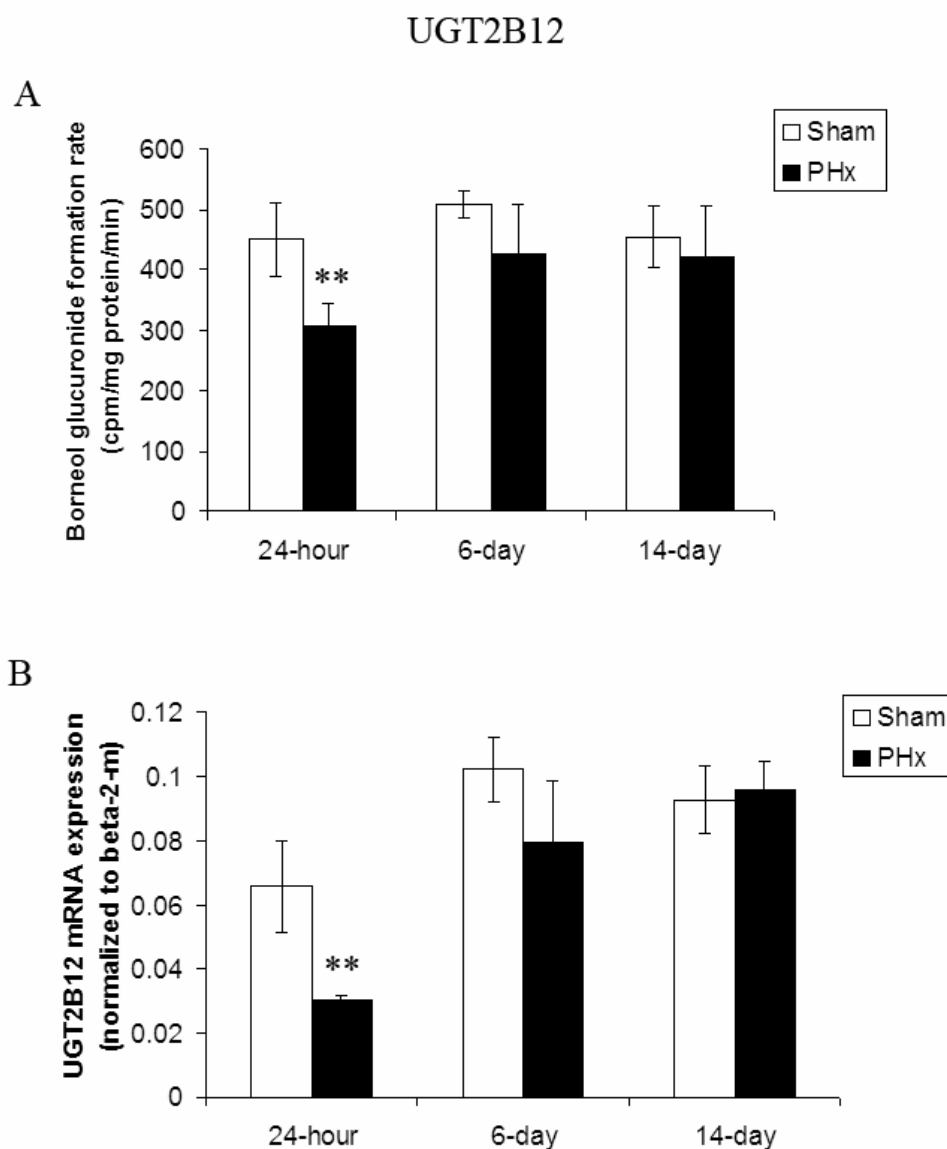 UGT2B12
A
Borneol glucuronide formation rate
(cpm/mg protein/min)
600
500
400
300
200
100
0
**
Sham
PHx
24-hour 6-day 14-day
B
UGT2B12 mRNA expression
(normalized to beta-2-m)
0.12
0.1
0.08
0.06
0.04
0.02
0
**
Sham
PHx
24-hour 6-day 14-day